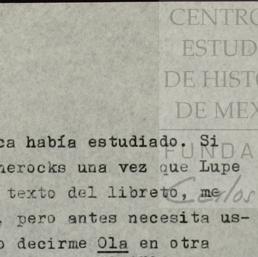 CENTRO
ESTUD
DE HISTO
DE MEX
FUNDA
Carlos
ca había estudiado. Si
nerocks una vez que Lupe
texto del libreto, me
, pero antes necesita us-
o decirme Ola en otra